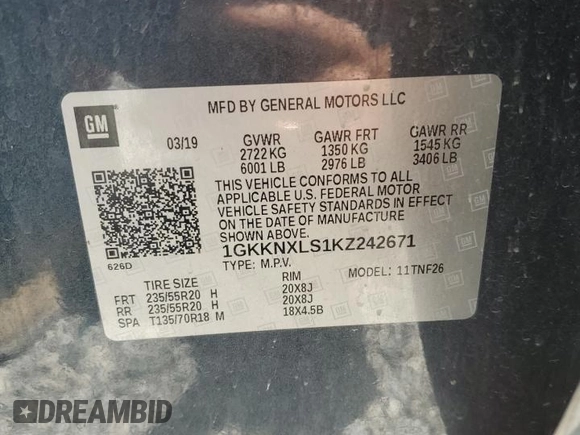 MFD BY GENERAL MOTORS LLC
GM
03/19 GVWR GAWR FRT GAWR RR
2722 KG 1350 KG 1545 KG
6001 LB 2976 LB 3406 LB
THIS VEHICLE CONFORMS TO ALL
APPLICABLE U.S. FEDERAL MOTOR
VEHICLE SAFETY STANDARDS IN EFFECT
ON THE DATE OF MANUFACTURE
SHOWN ABOVE.
626D
1GKKNXLS1KZ242671
TYPE: M.P.V. MODEL: 11TNF26
TIRE SIZE RIM
FRT 235/55R20 H 20X8J
RR 235/55R20 H 20X8J
SPA T135/70R18 M 18X4.5B
DREAMBID